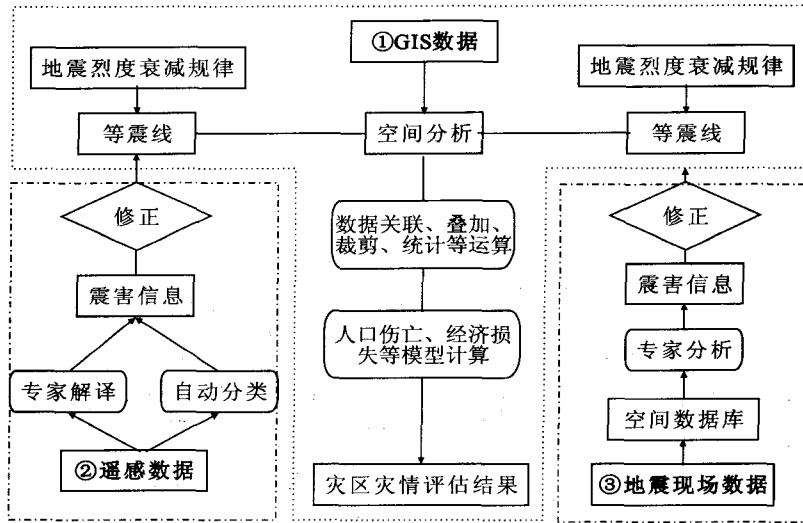 ①GIS数据
地震烈度衰减规律
地震烈度衰减规律
等震线
空间分析
等震线
修正
数据关联、叠加、
裁剪、统计等运算
修正
震害信息
震害信息
人口伤亡、经济损
失等模型计算
专家分析
专家解译
自动分类
空间数据库
②遥感数据
灾区灾情评估结果
③地震现场数据